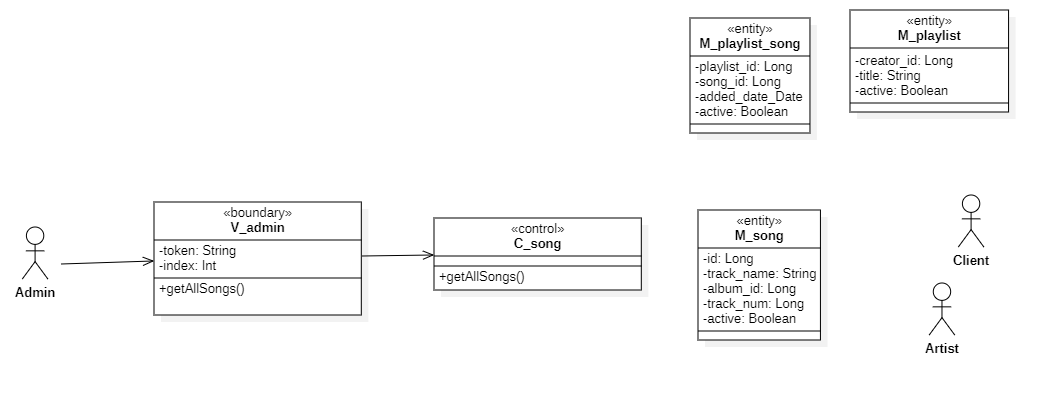 «entity»
M_playlist_song
-playlist_id: Long
-song_id: Long
-added_date_Date
-active: Boolean
«entity»
M_playlist
-creator_id: Long
-title: String
-active: Boolean
Admin
«boundary»
V_admin
-token: String
-index: Int
+getAllSongs()
«control»
C_song
+getAllSongs()
«entity»
M_song
-id: Long
-track_name: String
-album_id: Long
-track_num: Long
-active: Boolean
Client
Artist